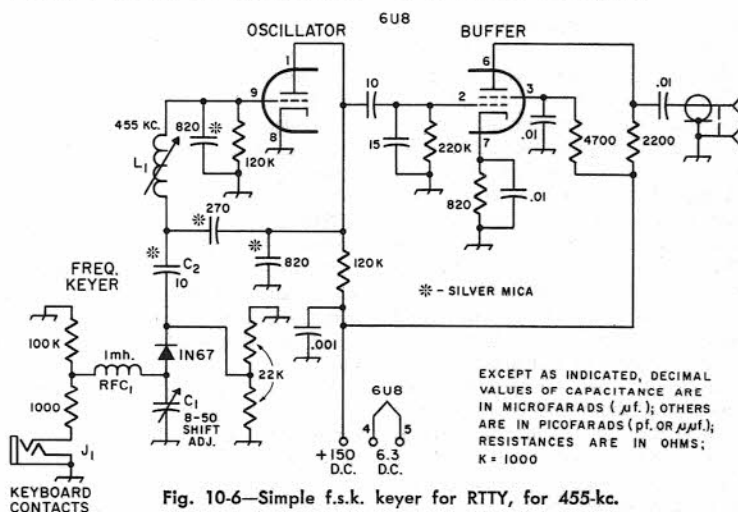 6U8
OSCILLATOR
BUFFER
1
6
9
8
10
2
3
7
.01
455 KC.
820
※
120K
L1
15
220K
.01
4700
2200
820
.01
※
270
※
820
※
C2
10
120K
※ - SILVER MICA
FREQ.
KEYER
100K
1mh.
RFC1
1N67
22K
.001
1000
C1
8-50
SHIFT
ADJ.
J1
KEYBOARD
CONTACTS
+150
D.C.
6U8
4
5
6.3
D.C.
EXCEPT AS INDICATED, DECIMAL
VALUES OF CAPACITANCE ARE
IN MICROFARADS (μf.); OTHERS
ARE IN PICOFARADS (pf. OR μμf.);
RESISTANCES ARE IN OHMS;
K = 1000
Fig. 10-6—Simple f.s.k. keyer for RTTY, for 455-kc.